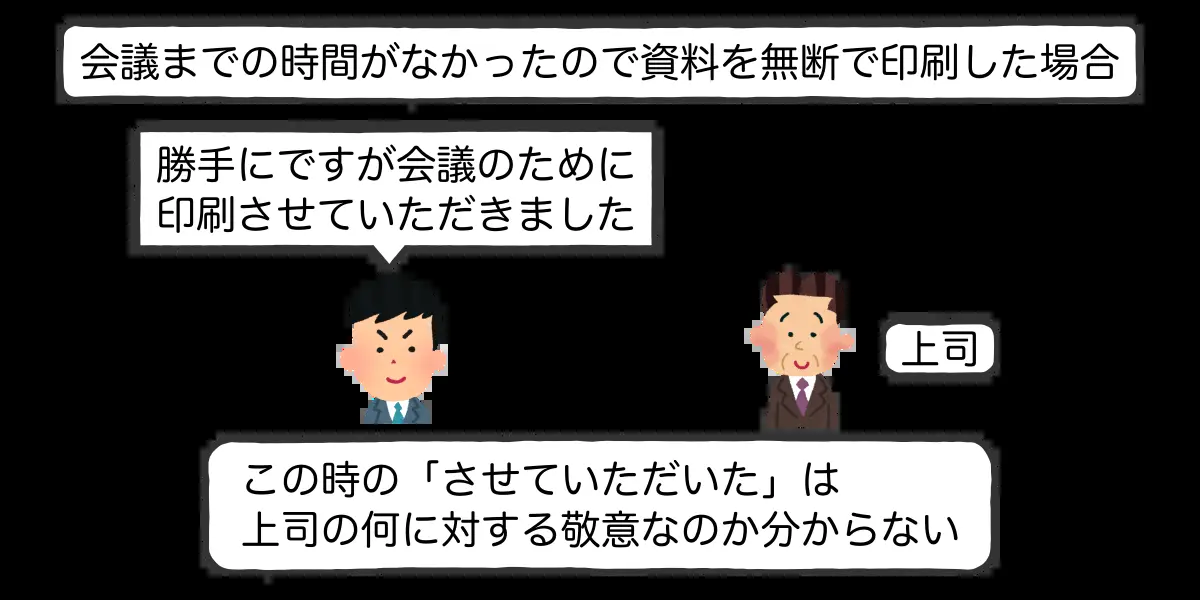 会議までの時間がなかったので資料を無断で印刷した場合
勝手にですが会議のために
印刷させていただきました
上司
この時の「させていただいた」は
上司の何に対する敬意なのか分からない